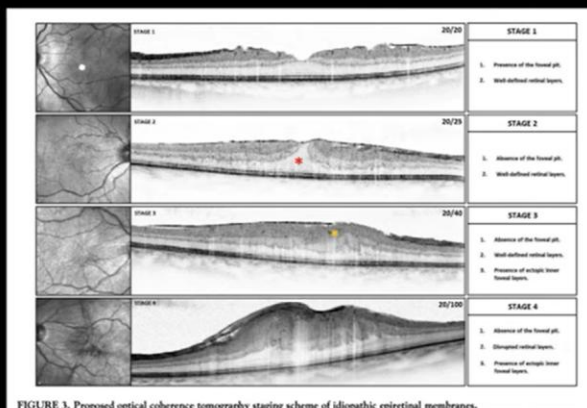 STAGE 1
20/20
STAGE 1
1. Presence of the foveal pit.
2. Well-defined retinal layers.
STAGE 2
20/25
STAGE 2
1. Absence of the foveal pit.
2. Well-defined retinal layers.
STAGE 3
20/40
STAGE 3
1. Absence of the foveal pit.
2. Well-defined retinal layers.
3. Presence of ectopic inner
foveal layers.
STAGE 4
20/100
STAGE 4
1. Absence of the foveal pit.
2. Disrupted retinal layers.
3. Presence of ectopic inner
foveal layers.
FIGURE 3. Proposed optical coherence tomography staging scheme of idiopathic epiretinal membranes.